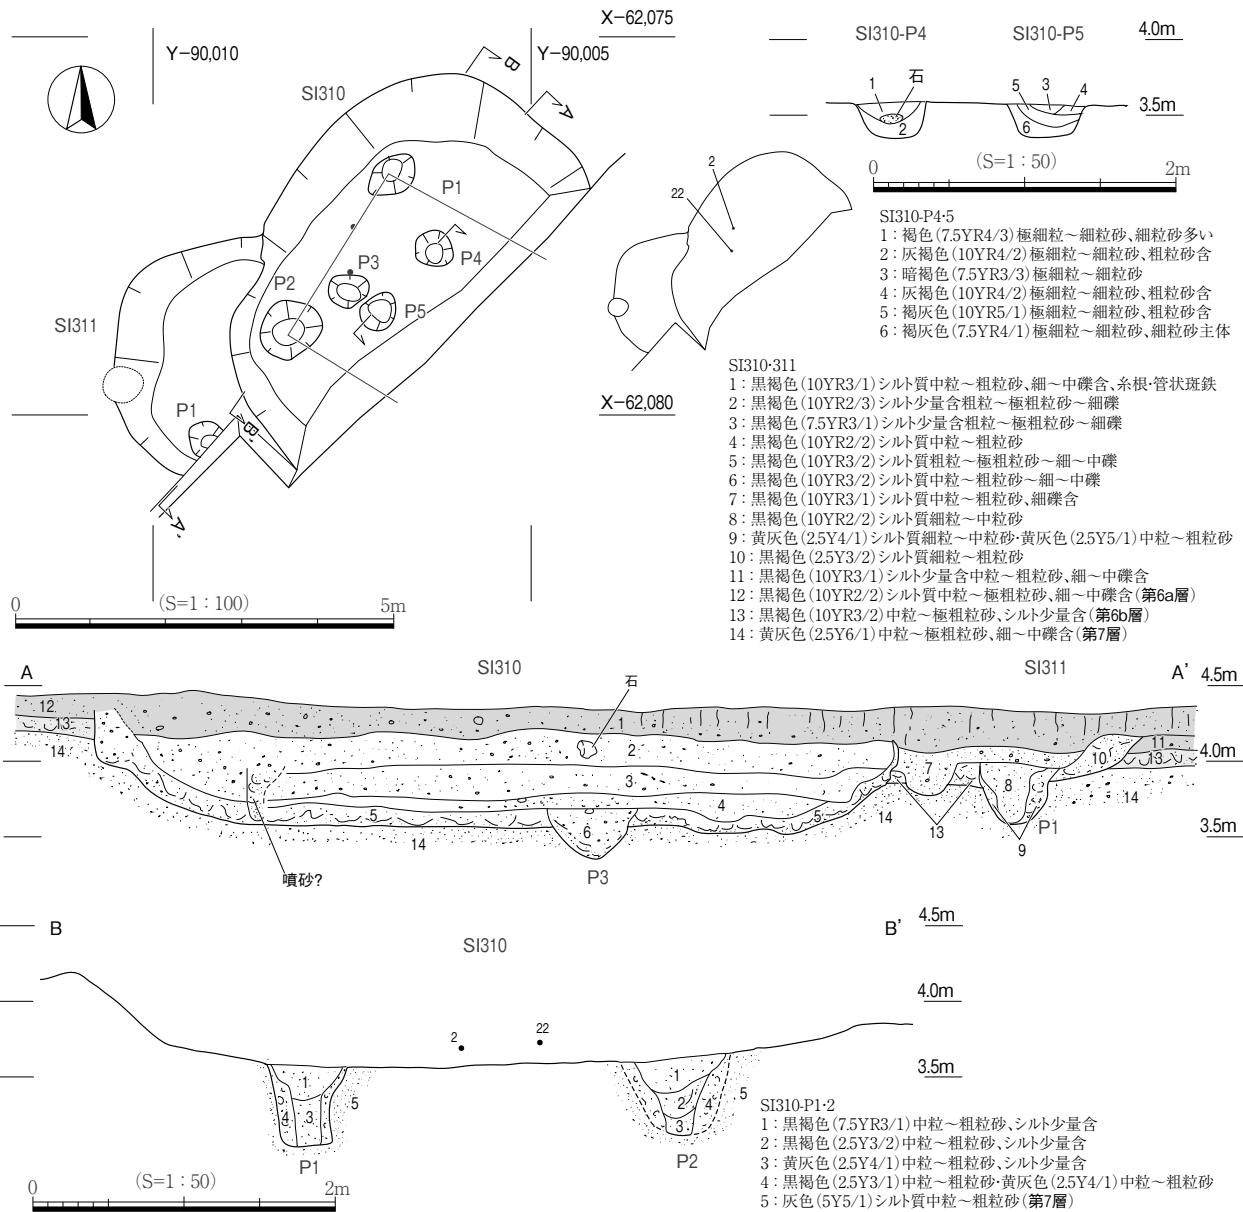 X−62,075
Y−90,010
Y−90,005
SI310
B
A
P1
P4
P3
P2
P5
SI311
P1
B'
A'
2
22
X−62,080
(S=1：100)
0
5m
SI310-P4
SI310-P5
4.0m
1
石
2
5
3
4
6
3.5m
(S=1：50)
0
2m
SI310-P4·5
1：褐色(7.5YR4/3)極細粒～細粒砂、細粒砂多い
2：灰褐色(10YR4/2)極細粒～細粒砂、粗粒砂含
3：暗褐色(7.5YR3/3)極細粒～細粒砂
4：灰褐色(10YR4/2)極細粒～細粒砂、粗粒砂含
5：褐灰色(10YR5/1)極細粒～細粒砂、粗粒砂含
6：褐灰色(7.5YR4/1)極細粒～細粒砂、細粒砂主体
SI310·311
1：黒褐色(10YR3/1)シルト質中粒～粗粒砂、細～中礫含、糸根·管状斑鉄
2：黒褐色(10YR2/3)シルト少量含粗粒～極粗粒砂～細礫
3：黒褐色(7.5YR3/1)シルト少量含粗粒～極粗粒砂～細礫
4：黒褐色(10YR2/2)シルト質中粒～粗粒砂
5：黒褐色(10YR3/2)シルト質粗粒～極粗粒砂～細～中礫
6：黒褐色(10YR3/2)シルト質中粒～粗粒砂～細～中礫
7：黒褐色(10YR3/1)シルト質中粒～粗粒砂、細礫含
8：黒褐色(10YR2/2)シルト質細粒～中粒砂
9：黄灰色(2.5Y4/1)シルト質細粒～中粒砂·黄灰色(2.5Y5/1)中粒～粗粒砂
10：黒褐色(2.5Y3/2)シルト質細粒～粗粒砂
11：黒褐色(10YR3/1)シルト少量含中粒～粗粒砂、細～中礫含
12：黒褐色(10YR2/2)シルト質中粒～極粗粒砂、細～中礫含(第6a層)
13：黒褐色(10YR3/2)中粒～極粗粒砂、シルト少量含(第6b層)
14：黄灰色(2.5Y6/1)中粒～極粗粒砂、細～中礫含(第7層)
A
SI310
SI311
A'
4.5m
石
12
13
14
1
2
3
4
5
6
5
14
14
7
8
10
11
13
14
4.0m
13
P1
9
3.5m
噴砂?
P3
B
SI310
B'
4.5m
4.0m
2
22
3.5m
1
4
3
5
P1
1
2
4
3
5
P2
(S=1：50)
0
2m
SI310-P1·2
1：黒褐色(7.5YR3/1)中粒～粗粒砂、シルト少量含
2：黒褐色(2.5Y3/2)中粒～粗粒砂、シルト少量含
3：黄灰色(2.5Y4/1)中粒～粗粒砂、シルト少量含
4：黒褐色(2.5Y3/1)中粒～粗粒砂·黄灰色(2.5Y4/1)中粒～粗粒砂
5：灰色(5Y5/1)シルト質中粒～粗粒砂(第7層)